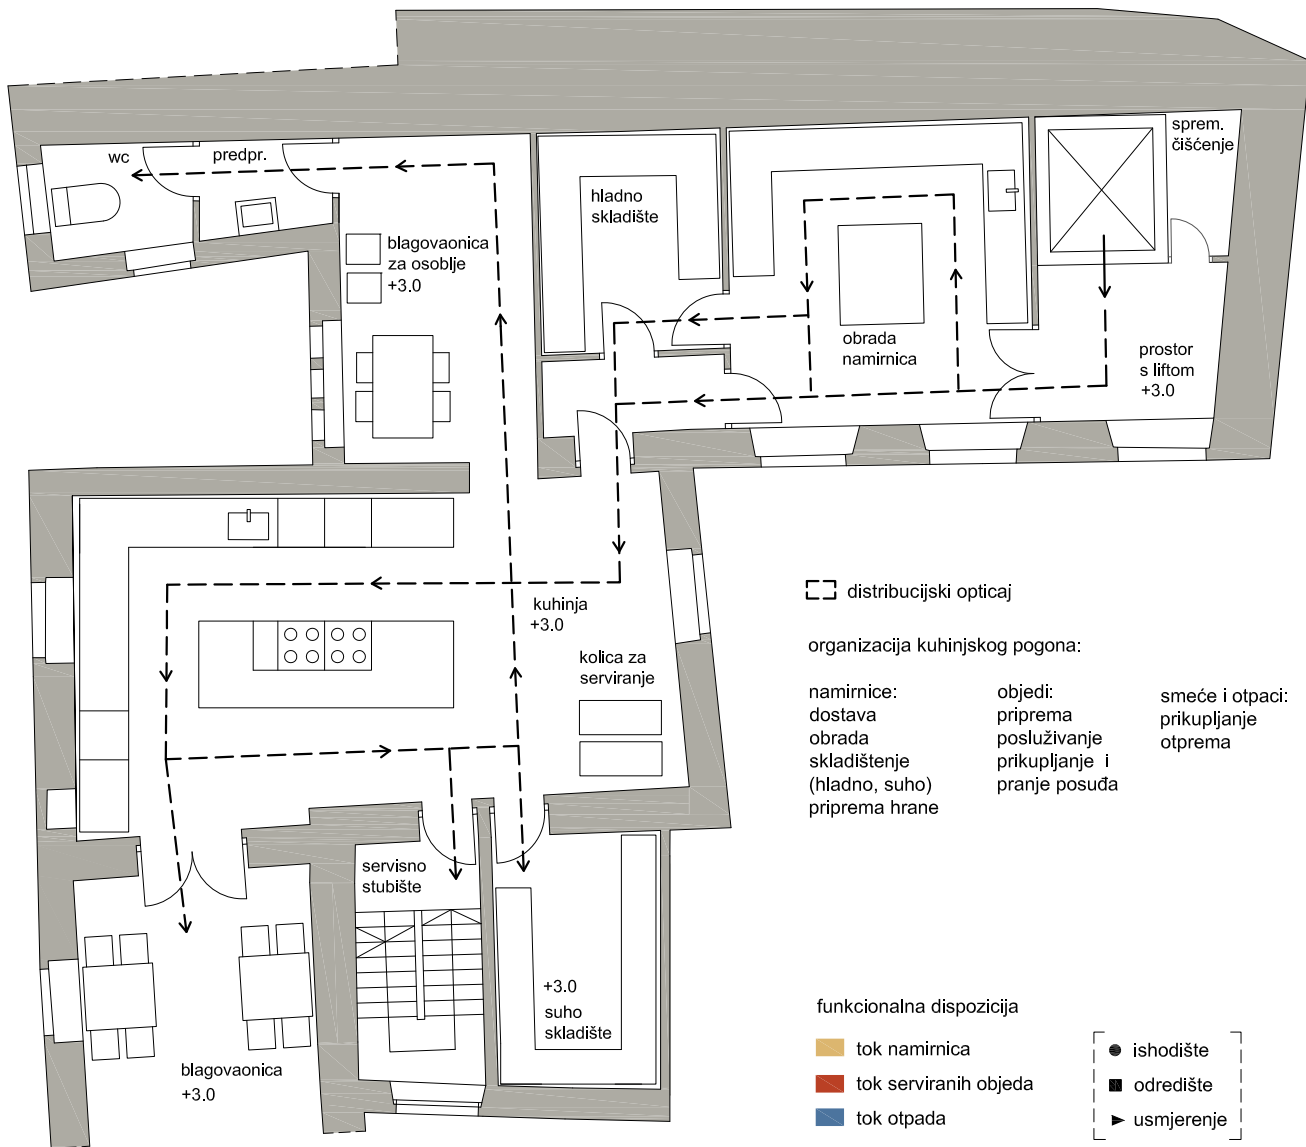 wc
predpr.
blagovaonica
za osoblje
+3.0
hladno
skladište
obrada
namirnica
sprem.
čišćenje
prostor
s liftom
+3.0
kuhinja
+3.0
kolica za
serviranje
servisno
stubište
+3.0
suho
skladište
blagovaonica
+3.0
distribucijski opticaj
organizacija kuhinjskog pogona:
namirnice:
dostava
obrada
skladištenje
(hladno, suho)
priprema hrane
objedi:
priprema
posluživanje
prikupljanje i
pranje posuđa
smeće i otpaci:
prikupljanje
otprema
funkcionalna dispozicija
tok namirnica
tok serviranih objeda
tok otpada
ishodište
odredište
usmjerenje